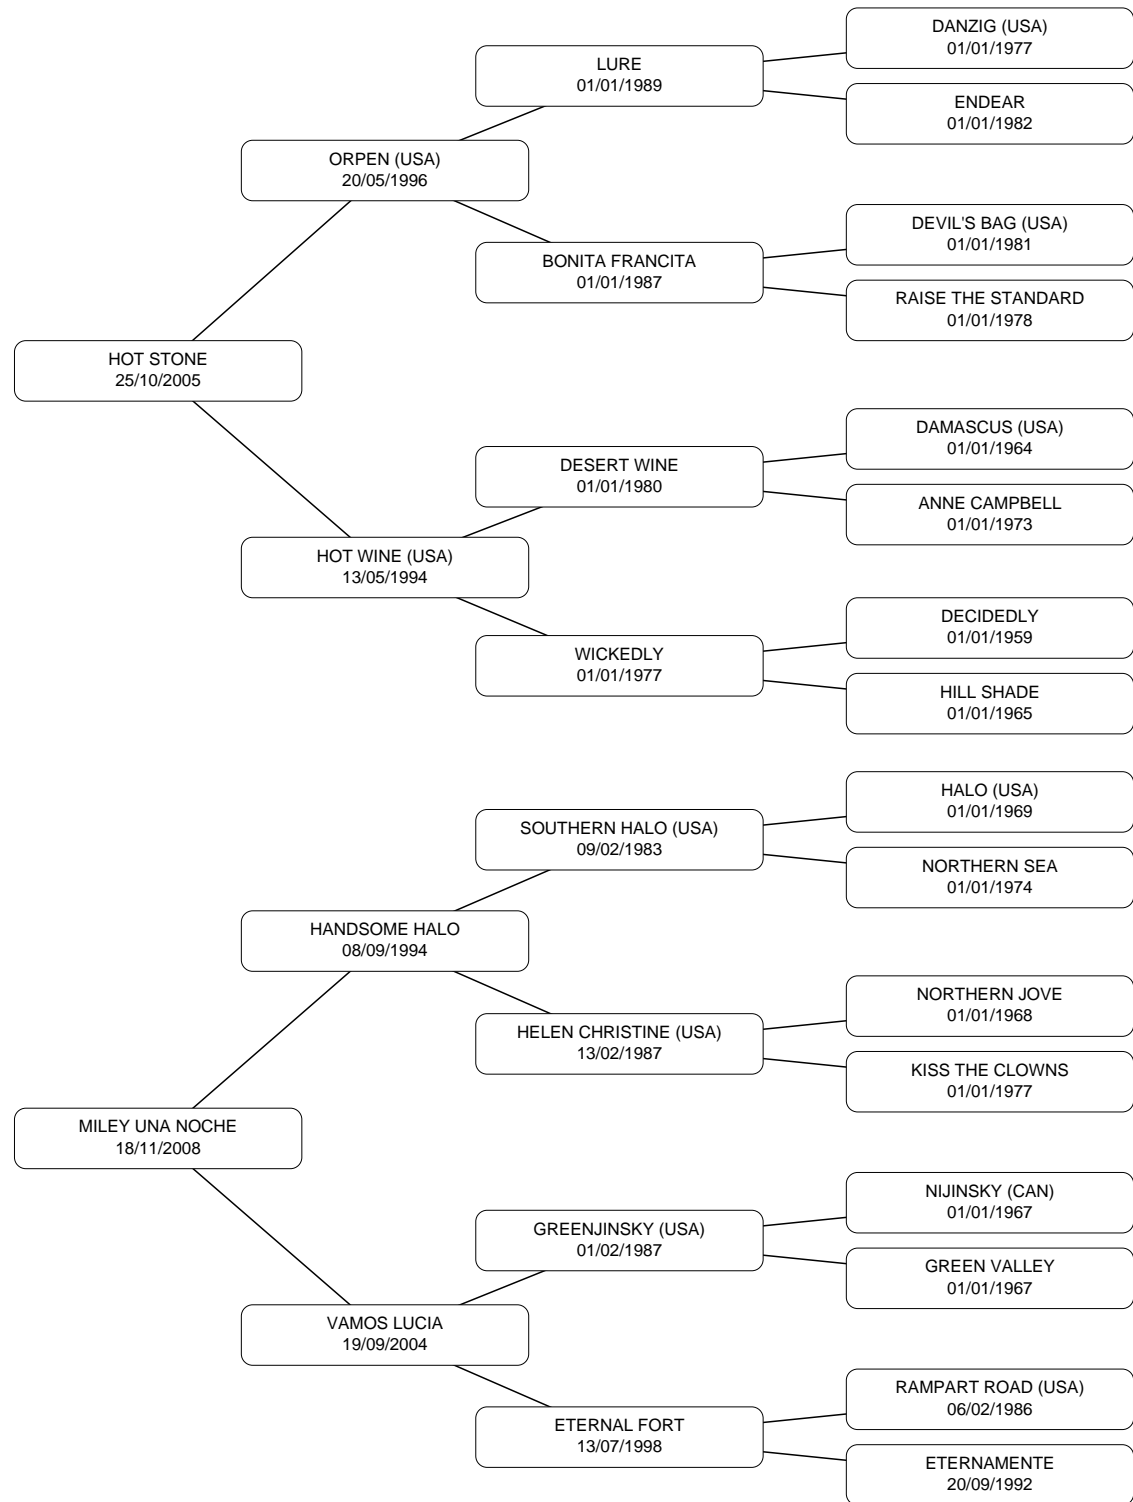 DANZIG (USA)
01/01/1977
LURE
01/01/1989
ENDEAR
01/01/1982
ORPEN (USA)
20/05/1996
DEVIL'S BAG (USA)
01/01/1981
BONITA FRANCITA
01/01/1987
RAISE THE STANDARD
01/01/1978
HOT STONE
25/10/2005
DAMASCUS (USA)
01/01/1964
DESERT WINE
01/01/1980
ANNE CAMPBELL
01/01/1973
HOT WINE (USA)
13/05/1994
DECIDEDLY
01/01/1959
WICKEDLY
01/01/1977
HILL SHADE
01/01/1965
HALO (USA)
01/01/1969
SOUTHERN HALO (USA)
09/02/1983
NORTHERN SEA
01/01/1974
HANDSOME HALO
08/09/1994
NORTHERN JOVE
01/01/1968
HELEN CHRISTINE (USA)
13/02/1987
KISS THE CLOWNS
01/01/1977
MILEY UNA NOCHE
18/11/2008
NIJINSKY (CAN)
01/01/1967
GREENJINSKY (USA)
01/02/1987
GREEN VALLEY
01/01/1967
VAMOS LUCIA
19/09/2004
RAMPART ROAD (USA)
06/02/1986
ETERNAL FORT
13/07/1998
ETERNAMENTE
20/09/1992